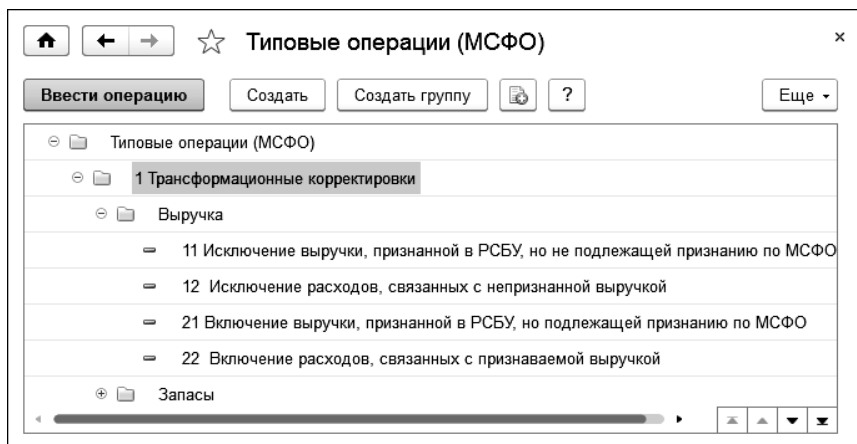 Типовые операции (МСФО)
Ввести операцию Создать Создать группу ? Еще
Типовые операции (МСФО)
1 Трансформационные корректировки
Выручка
11 Исключение выручки, признанной в РСБУ, но не подлежащей признанию по МСФО
12 Исключение расходов, связанных с непризнанной выручкой
21 Включение выручки, признанной в РСБУ, но подлежащей признанию по МСФО
22 Включение расходов, связанных с признаваемой выручкой
Запасы